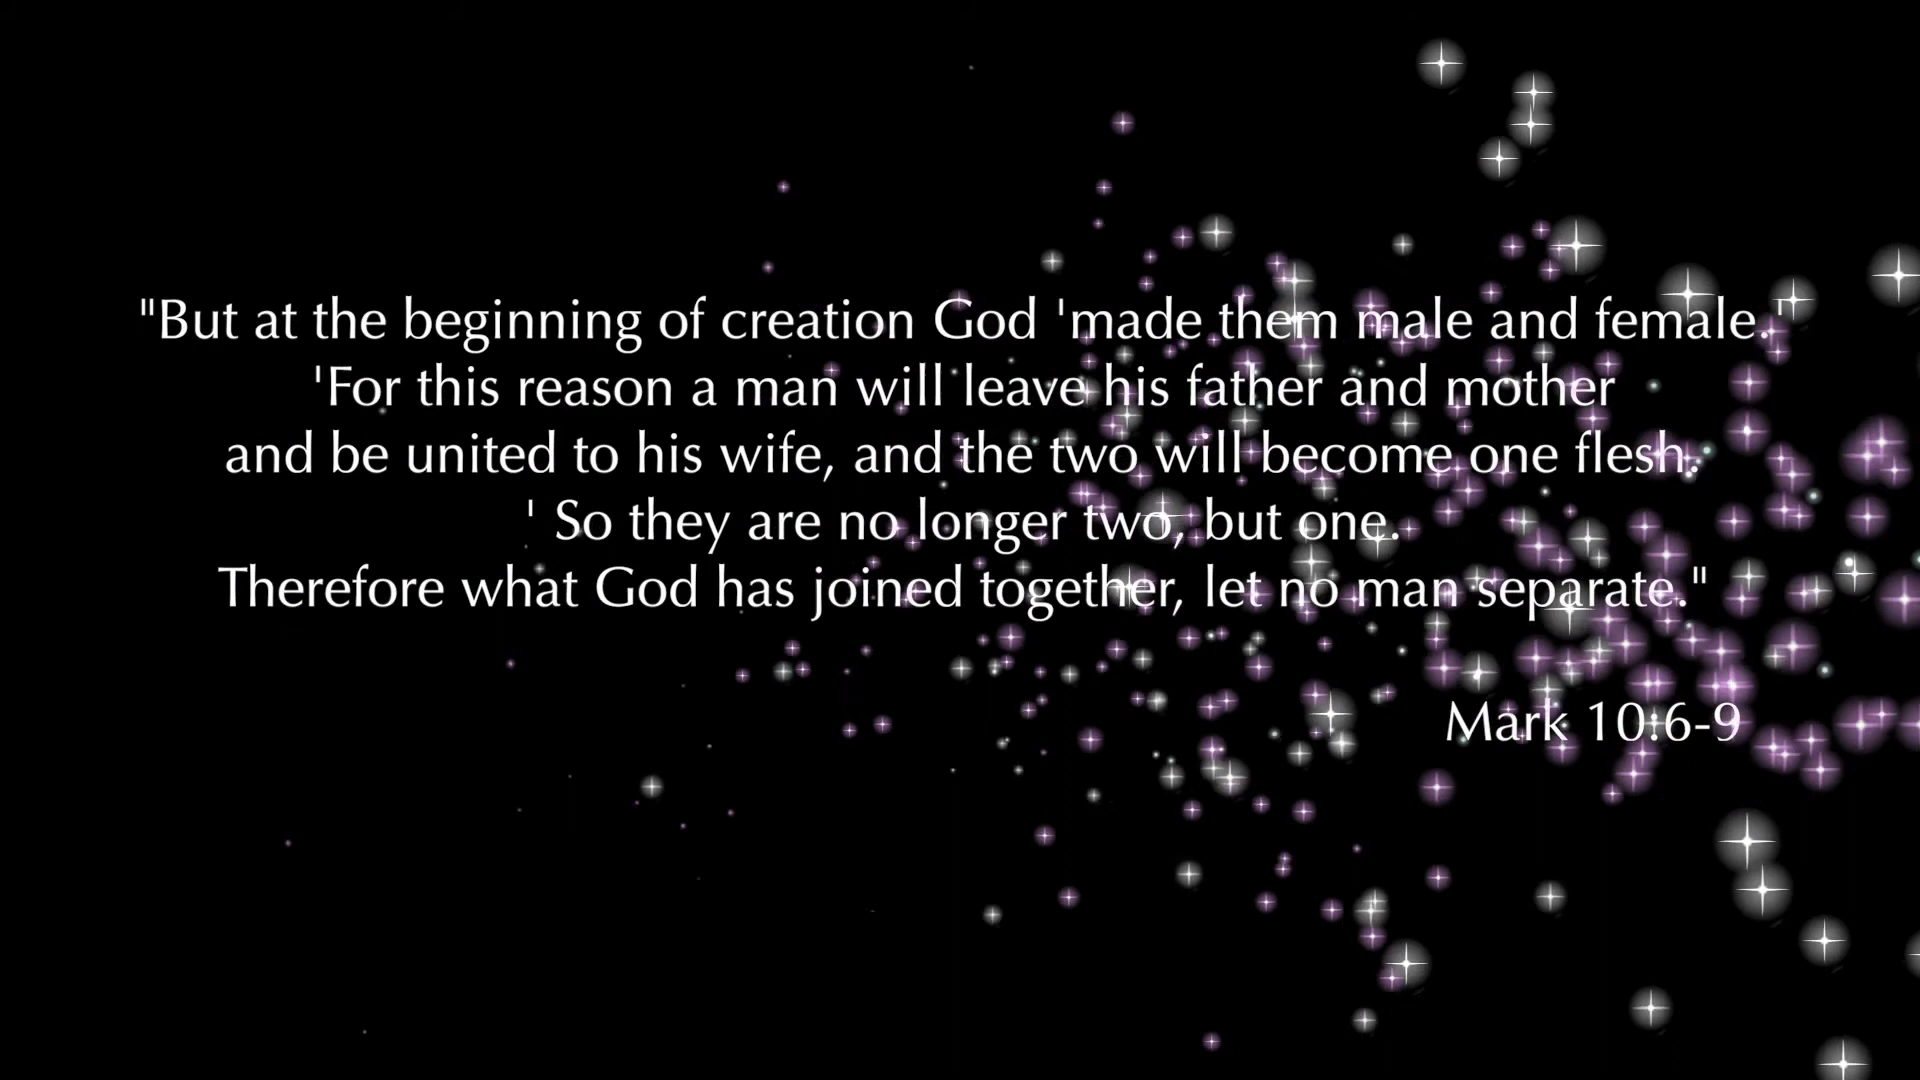 "But at the beginning of creation God 'made them male and female.'
'For this reason a man will leave his father and mother
and be united to his wife, and the two will become one flesh.
' So they are no longer two, but one.
Therefore what God has joined together, let no man separate."
Mark 10:6-9